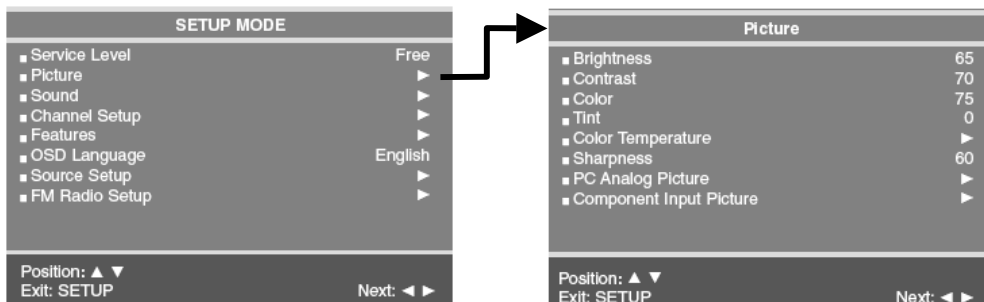 SETUP MODE
Service Level Free
Picture ▶
Sound ▶
Channel Setup ▶
Features ▶
OSD Language English
Source Setup ▶
FM Radio Setup ▶
Position: ▲ ▼
Exit: SETUP Next: ◀ ▶
Picture
Brightness 65
Contrast 70
Color 75
Tint 0
Color Temperature ▶
Sharpness 60
PC Analog Picture ▶
Component Input Picture ▶
Position: ▲ ▼
Exit: SETUP Next: ◀ ▶